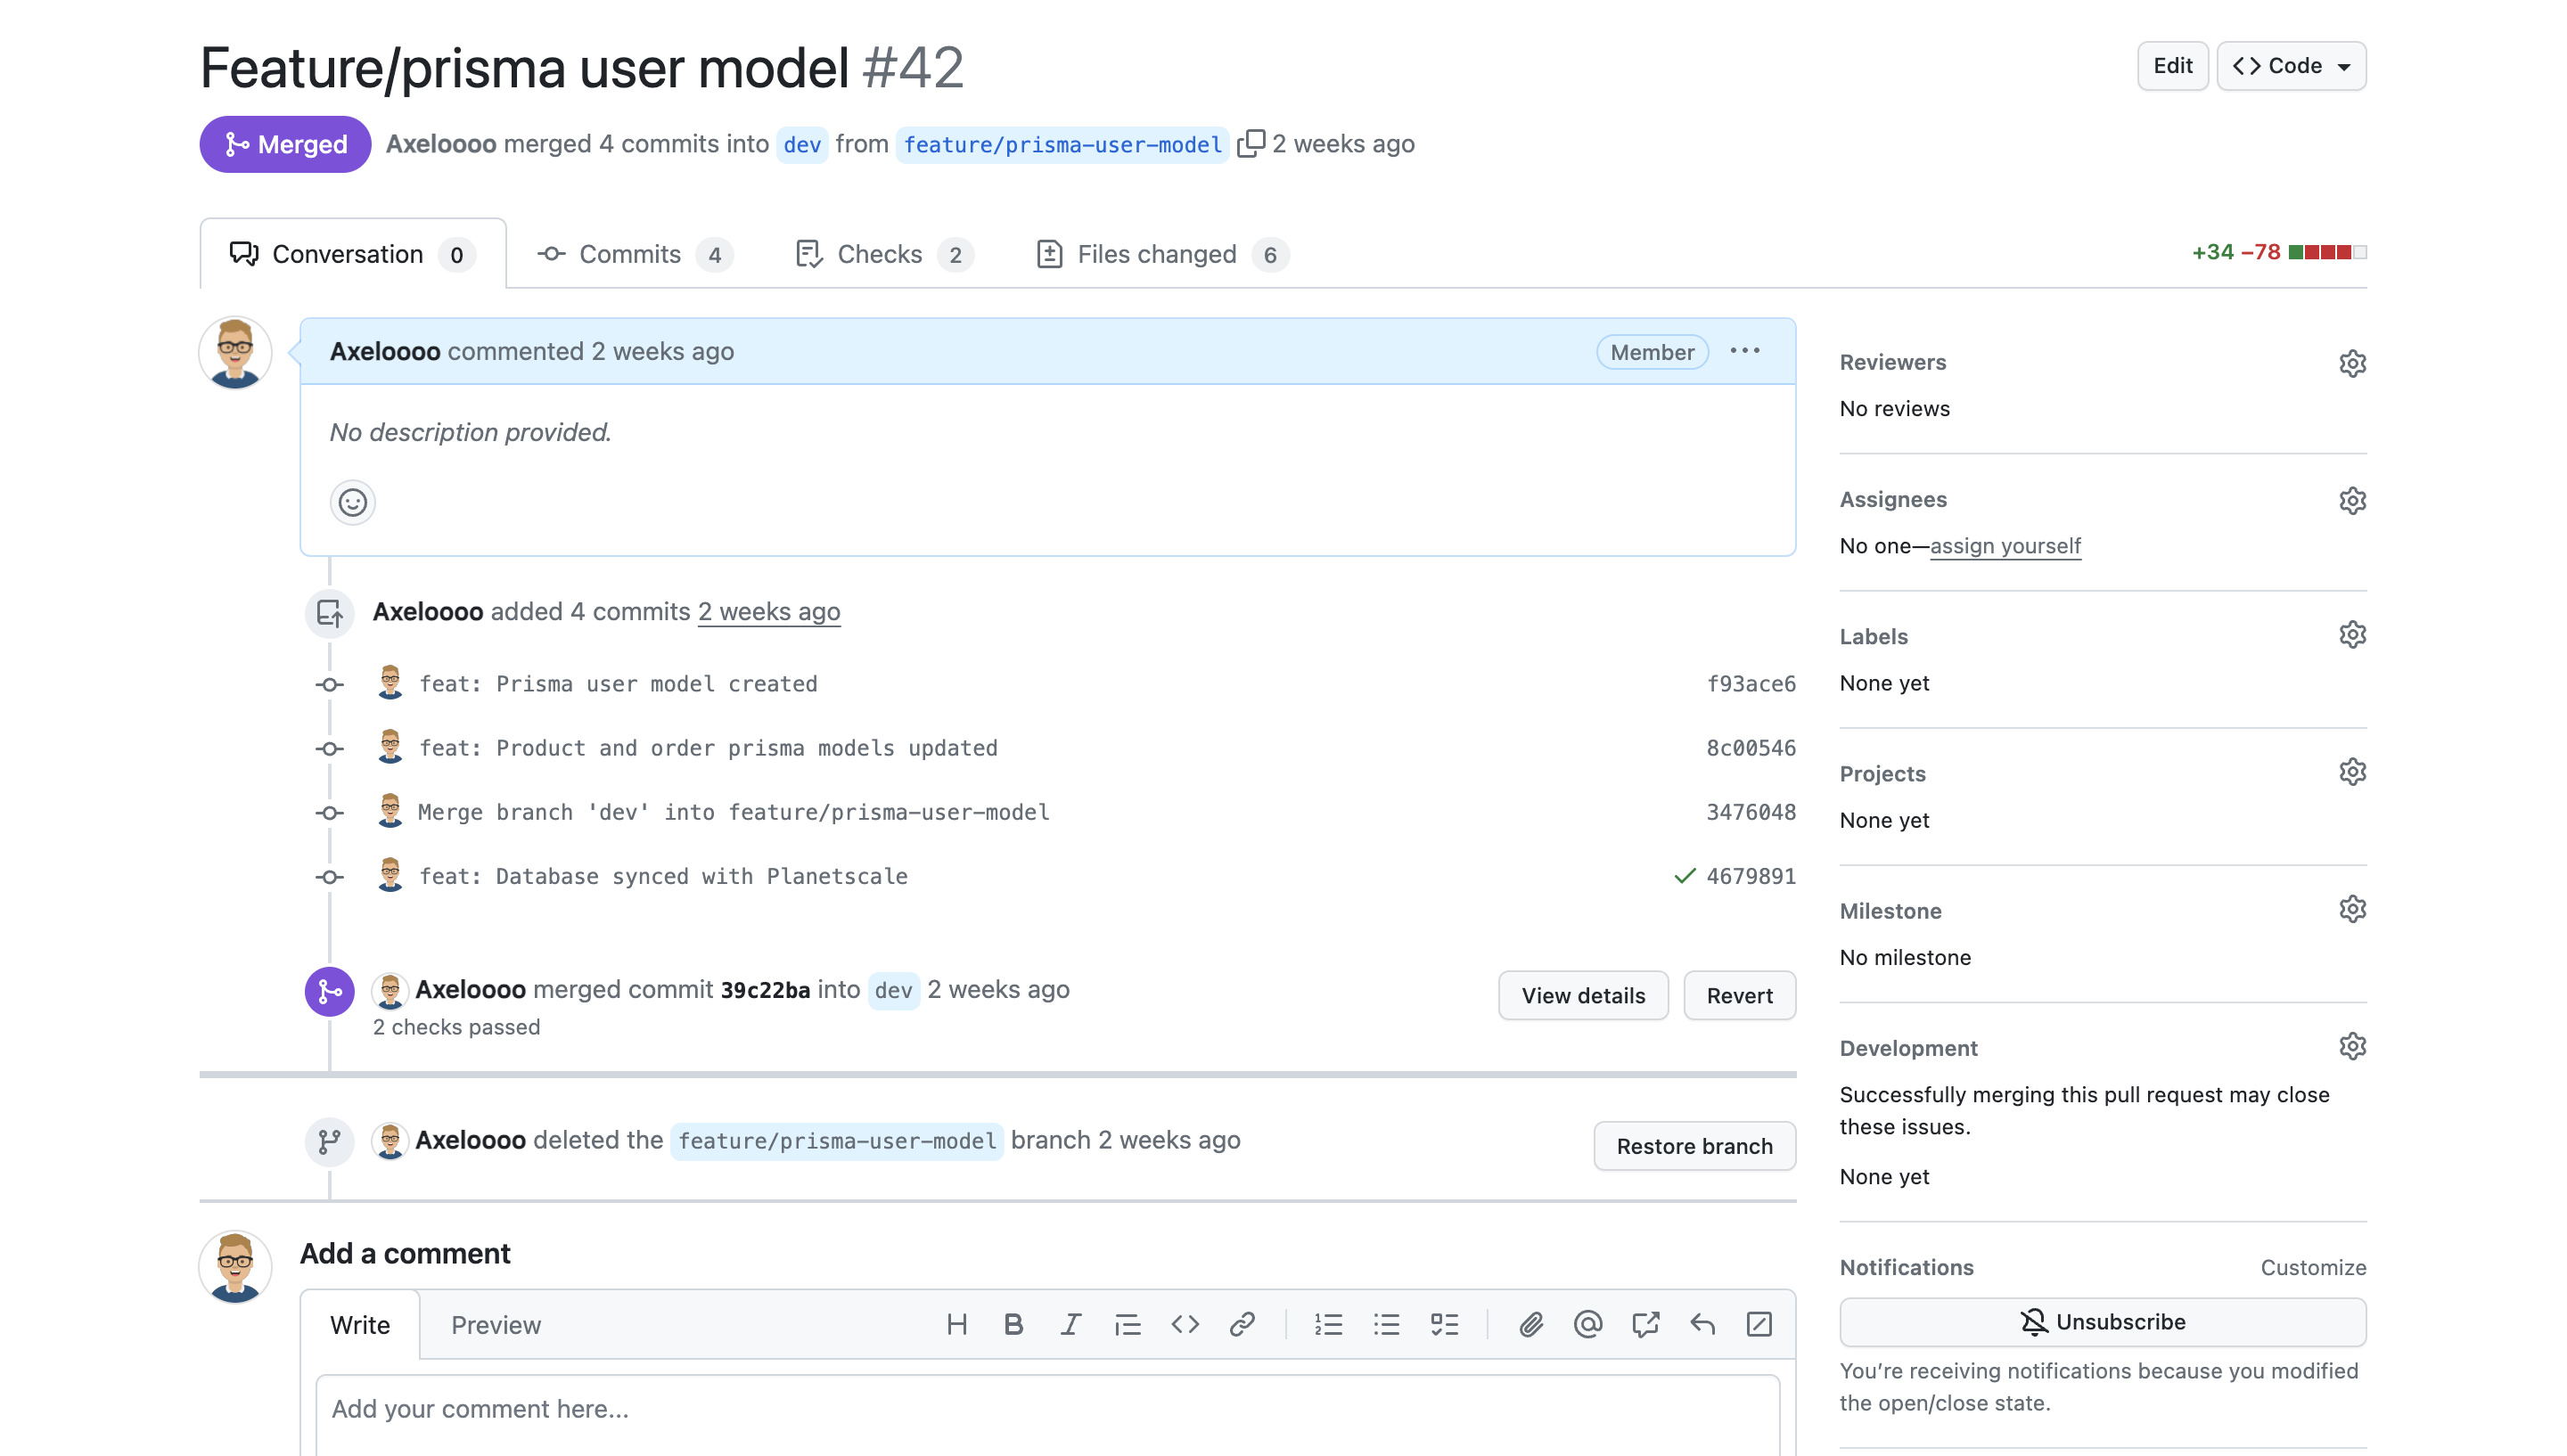 Feature/prisma user model #42
Edit
Code
Merged
Axeloooo merged 4 commits into dev from feature/prisma-user-model 2 weeks ago
Conversation 0
Commits 4
Checks 2
Files changed 6
+34 −78
Axeloooo commented 2 weeks ago
Member
No description provided.
Axeloooo added 4 commits 2 weeks ago
feat: Prisma user model created
f93ace6
feat: Product and order prisma models updated
8c00546
Merge branch 'dev' into feature/prisma-user-model
3476048
feat: Database synced with Planetscale
4679891
Axeloooo merged commit 39c22ba into dev 2 weeks ago
2 checks passed
View details
Revert
Axeloooo deleted the feature/prisma-user-model branch 2 weeks ago
Restore branch
Add a comment
Write
Preview
Add your comment here...
Reviewers
No reviews
Assignees
No one—assign yourself
Labels
None yet
Projects
None yet
Milestone
No milestone
Development
Successfully merging this pull request may close
these issues.
None yet
Notifications
Customize
Unsubscribe
You’re receiving notifications because you modified
the open/close state.